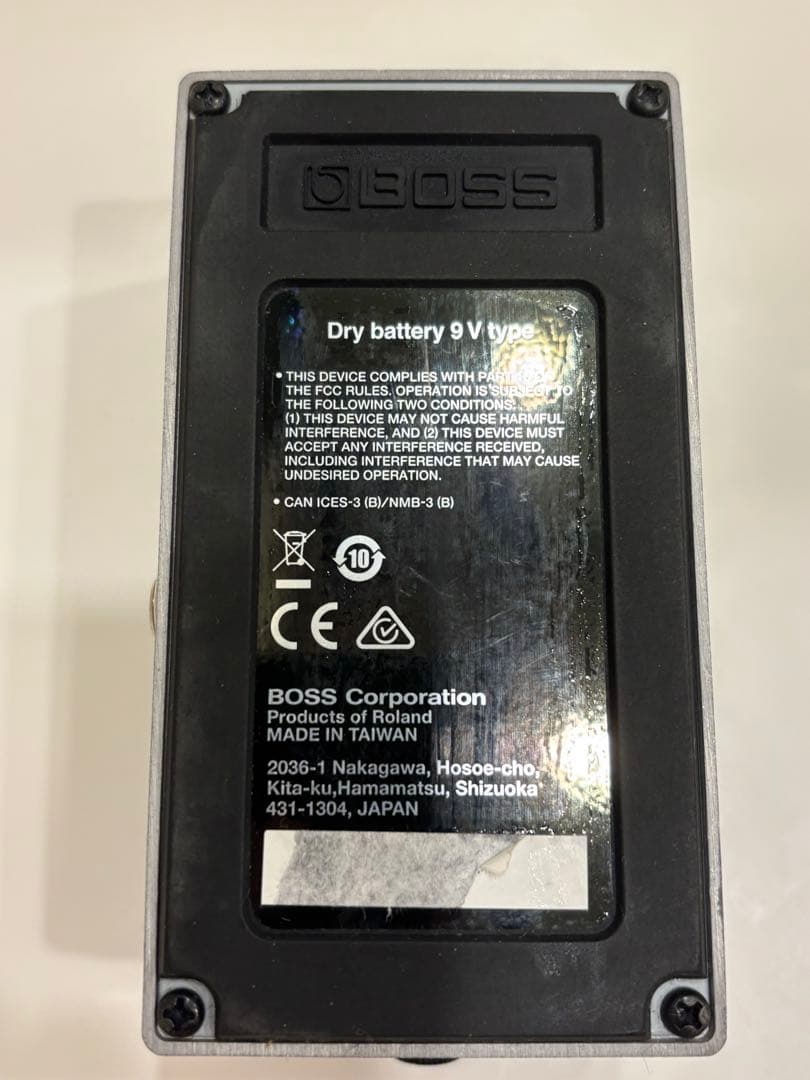 BOSS
Dry battery 9 V type
• THIS DEVICE COMPLIES WITH PART
THE FCC RULES. OPERATION IS SUBJECT TO
THE FOLLOWING TWO CONDITIONS:
(1) THIS DEVICE MAY NOT CAUSE HARMFUL
INTERFERENCE, AND (2) THIS DEVICE MUST
ACCEPT ANY INTERFERENCE RECEIVED,
INCLUDING INTERFERENCE THAT MAY CAUSE
UNDESIRED OPERATION.
• CAN ICES-3 (B)/NMB-3 (B)
10
CE
BOSS Corporation
Products of Roland
MADE IN TAIWAN
2036-1 Nakagawa, Hosoe-cho,
Kita-ku,Hamamatsu, Shizuoka
431-1304, JAPAN